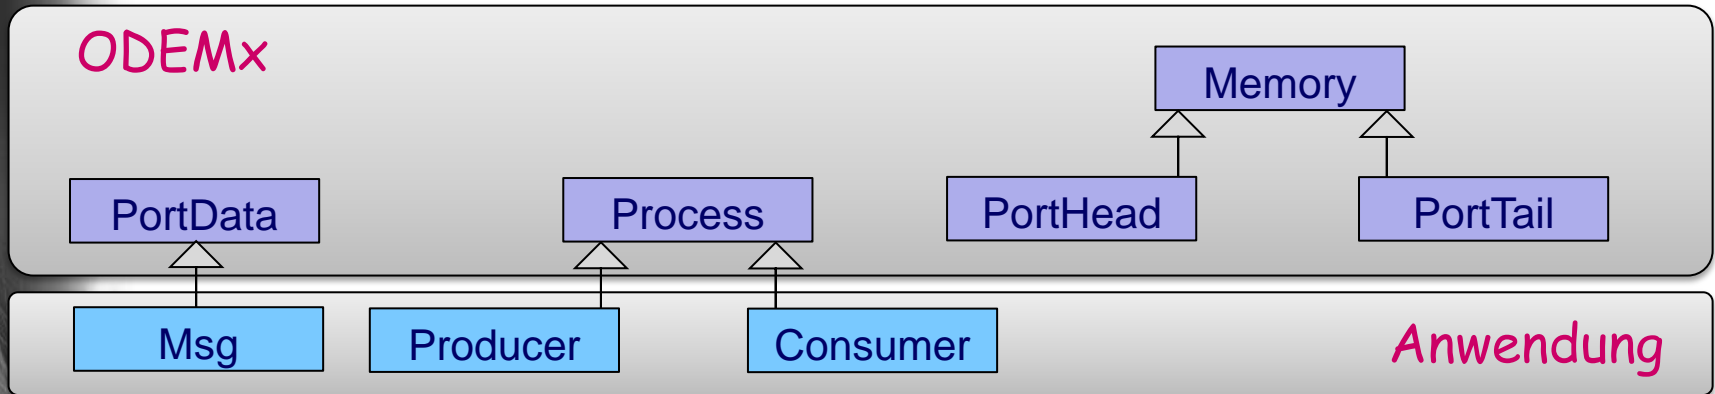 ODEMx
Memory
PortData
Process
PortHead
PortTail
Msg
Producer
Consumer
Anwendung